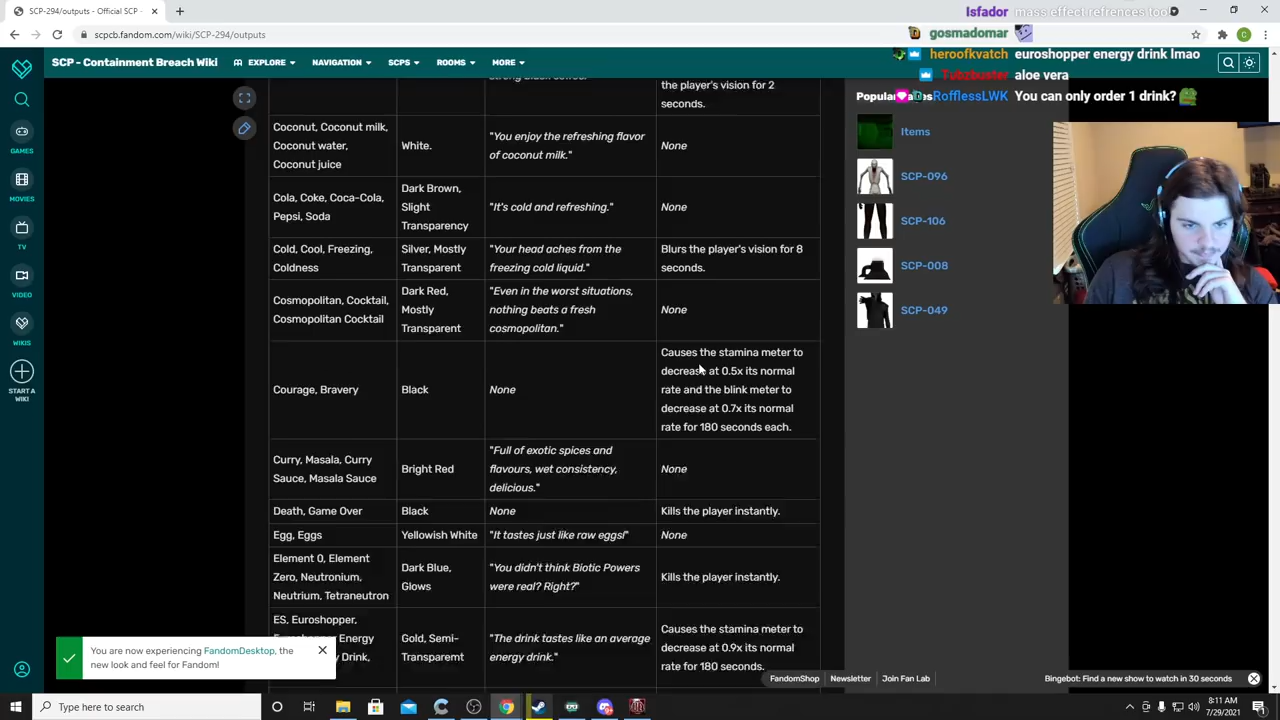 SCP-294/outputs - Official SCP -
scpcb.fandom.com/wiki/SCP-294/outputs
Isfador mass effect refrences too!
gosmadomar
heroofkvatch euroshopper energy drink lmao
Tubzbuster aloe vera
RofflessLWK You can only order 1 drink?
SCP - Containment Breach Wiki
EXPLORE
NAVIGATION
SCPS
ROOMS
MORE
GAMES
MOVIES
TV
VIDEO
WIKIS
START A
WIKI
the player's vision for 2
seconds.
Coconut, Coconut milk,
Coconut water,
Coconut juice
White.
"You enjoy the refreshing flavor
of coconut milk."
None
Cola, Coke, Coca-Cola,
Pepsi, Soda
Dark Brown,
Slight
Transparency
"It's cold and refreshing."
None
Cold, Cool, Freezing,
Coldness
Silver, Mostly
Transparent
"Your head aches from the
freezing cold liquid."
Blurs the player's vision for 8
seconds.
Cosmopolitan, Cocktail,
Cosmopolitan Cocktail
Dark Red,
Mostly
Transparent
"Even in the worst situations,
nothing beats a fresh
cosmopolitan."
None
Courage, Bravery
Black
None
Causes the stamina meter to
decrease at 0.5x its normal
rate and the blink meter to
decrease at 0.7x its normal
rate for 180 seconds each.
Curry, Masala, Curry
Sauce, Masala Sauce
Bright Red
"Full of exotic spices and
flavours, wet consistency,
delicious."
None
Death, Game Over
Black
None
Kills the player instantly.
Egg, Eggs
Yellowish White
"It tastes just like raw eggs!"
None
Element 0, Element
Zero, Neutronium,
Neutrium, Tetraneutron
Dark Blue,
Glows
"You didn't think Biotic Powers
were real? Right?"
Kills the player instantly.
ES, Euroshopper,
Energy
Drink,
Gold, Semi-
Transparemt
"The drink tastes like an average
energy drink."
Causes the stamina meter to
decrease at 0.9x its normal
rate for 180 seconds.
Popular
Items
SCP-096
SCP-106
SCP-008
SCP-049
You are now experiencing FandomDesktop, the
new look and feel for Fandom!
FandomShop
Newsletter
Join Fan Lab
Bingebot: Find a new show to watch in 30 seconds
Type here to search
8:11 AM
7/29/2021